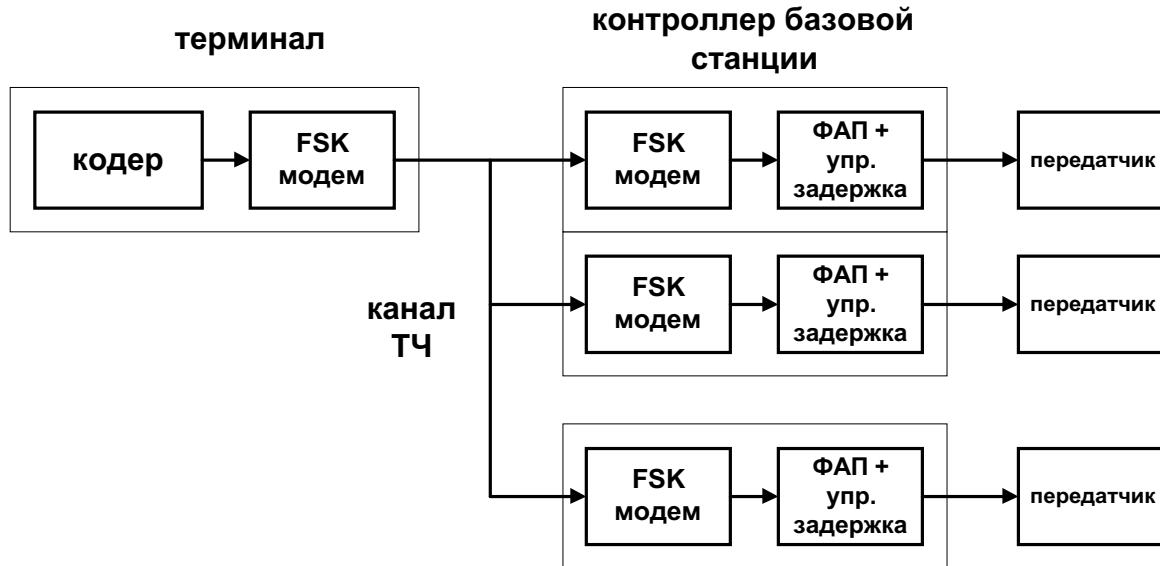 терминал
контроллер базовой
станции
кодер
FSK
модем
FSK
модем
ФАП +
упр.
задержка
передатчик
канал
ТЧ
FSK
модем
ФАП +
упр.
задержка
передатчик
FSK
модем
ФАП +
упр.
задержка
передатчик